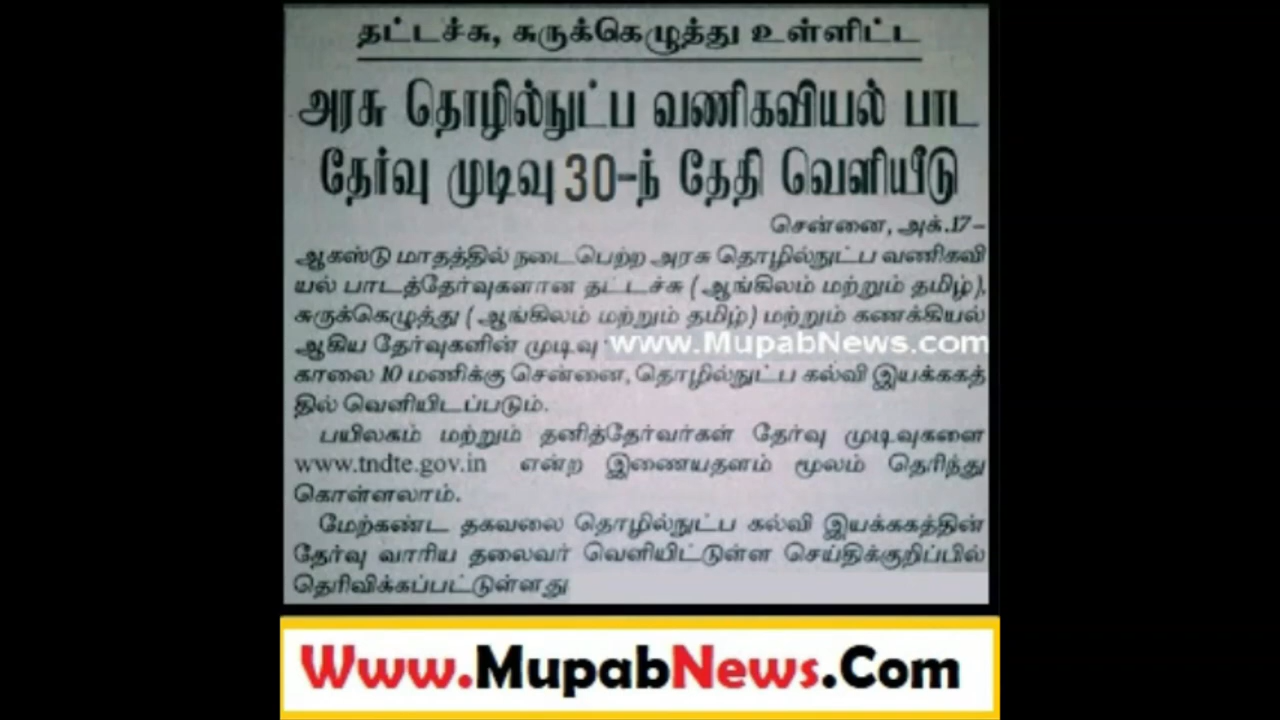 தட்டச்சு, சுருக்கெழுத்து உள்ளிட்ட
அரசு தொழில்நுட்ப வணிகவியல் பாட
தேர்வு முடிவு 30-ந் தேதி வெளியீடு
சென்னை, அக்.17-
ஆகஸ்டு மாதத்தில் நடைபெற்ற அரசு தொழில்நுட்ப வணிகவி
யல் பாடத்தேர்வுகளான தட்டச்சு (ஆங்கிலம் மற்றும் தமிழ்),
சுருக்கெழுத்து (ஆங்கிலம் மற்றும் தமிழ்) மற்றும் கணக்கியல்
ஆகிய தேர்வுகளின் முடிவு www.MupabNews.com
காலை 10 மணிக்கு சென்னை, தொழில்நுட்ப கல்வி இயக்ககத்
தில் வெளியிடப்படும்.
பயிலகம் மற்றும் தனித்தேர்வர்கள் தேர்வு முடிவுகளை
www.tndte.gov.in என்ற இணையதளம் மூலம் தெரிந்து
கொள்ளலாம்.
மேற்கண்ட தகவலை தொழில்நுட்ப கல்வி இயக்ககத்தின்
தேர்வு வாரிய தலைவர் வெளியிட்டுள்ள செய்திக்குறிப்பில்
தெரிவிக்கப்பட்டுள்ளது
Www.MupabNews.Com